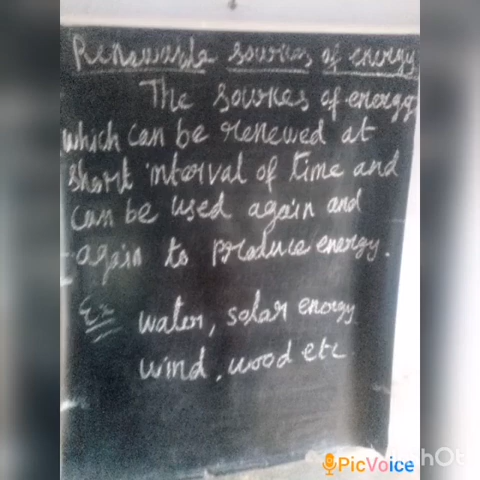 Renewable sources of energy
The sources of energy
which can be renewed at
short interval of time and
can be used again and
again to produce energy.
Ex water, solar energy
wind, wood etc
PicVoice